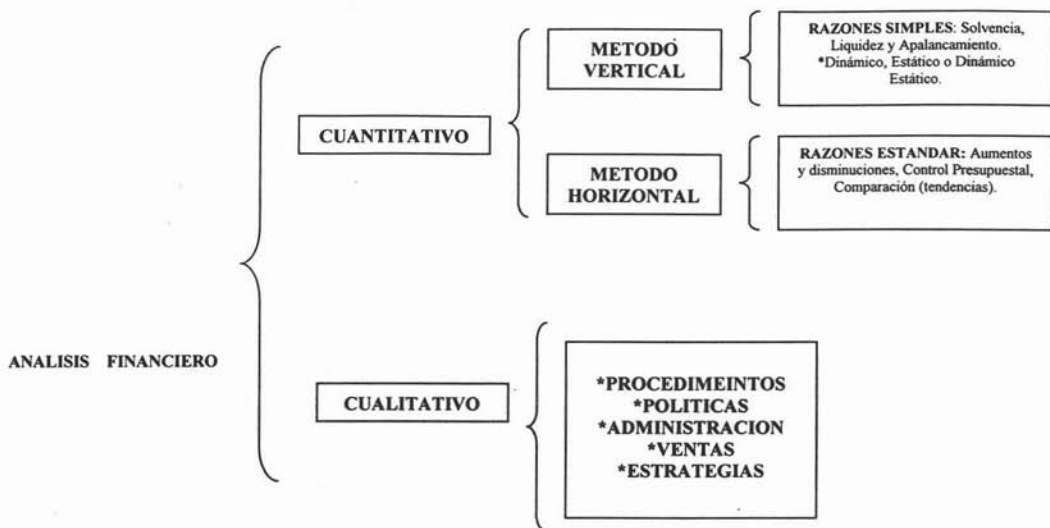 ANALISIS FINANCIERO
CUANTITATIVO
METODO
VERTICAL
RAZONES SIMPLES: Solvencia,
Liquidez y Apalancamiento.
*Dinámico, Estático o Dinámico
Estático.
METODO
HORIZONTAL
RAZONES ESTANDAR: Aumentos
y disminuciones, Control Presupuestal,
Comparación (tendencias).
CUALITATIVO
*PROCEDIMEINTOS
*POLITICAS
*ADMINISTRACION
*VENTAS
*ESTRATEGIAS